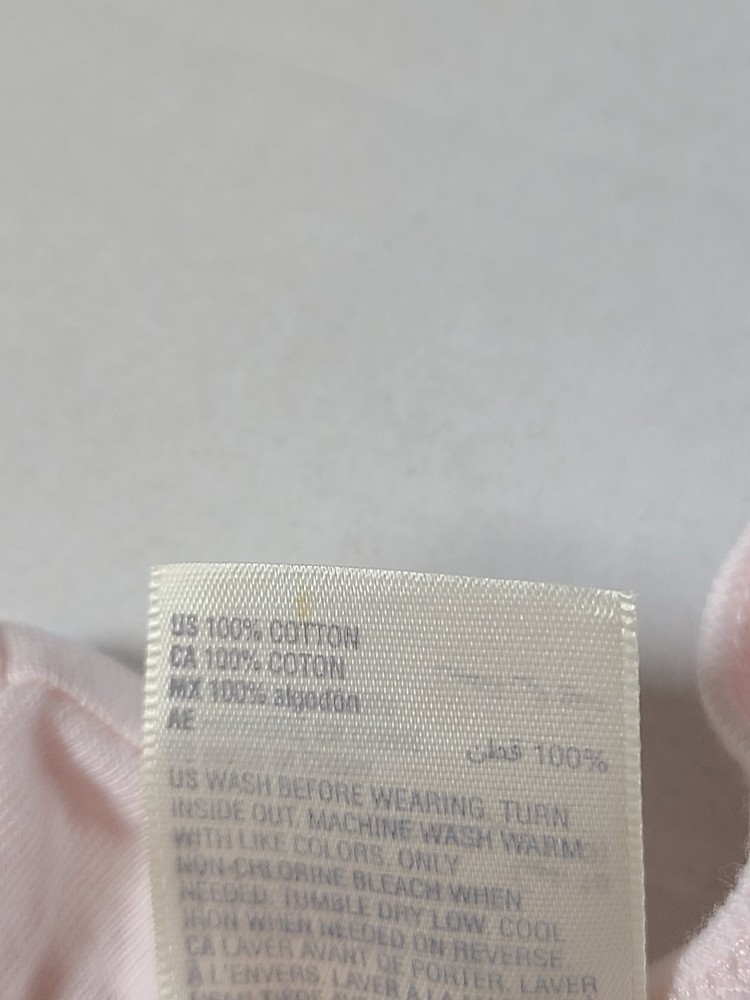 US 100% COTTON
CA 100% COTON
MX 100% algodón
AE
100% قطن
US WASH BEFORE WEARING. TURN
INSIDE OUT. MACHINE WASH WARM
WITH LIKE COLORS. ONLY
NON-CHLORINE BLEACH WHEN
NEEDED. TUMBLE DRY LOW. COOL
IRON WHEN NEEDED ON REVERSE
CA LAVER AVANT DE PORTER. LAVER
À L'ENVERS. LAVER À LA